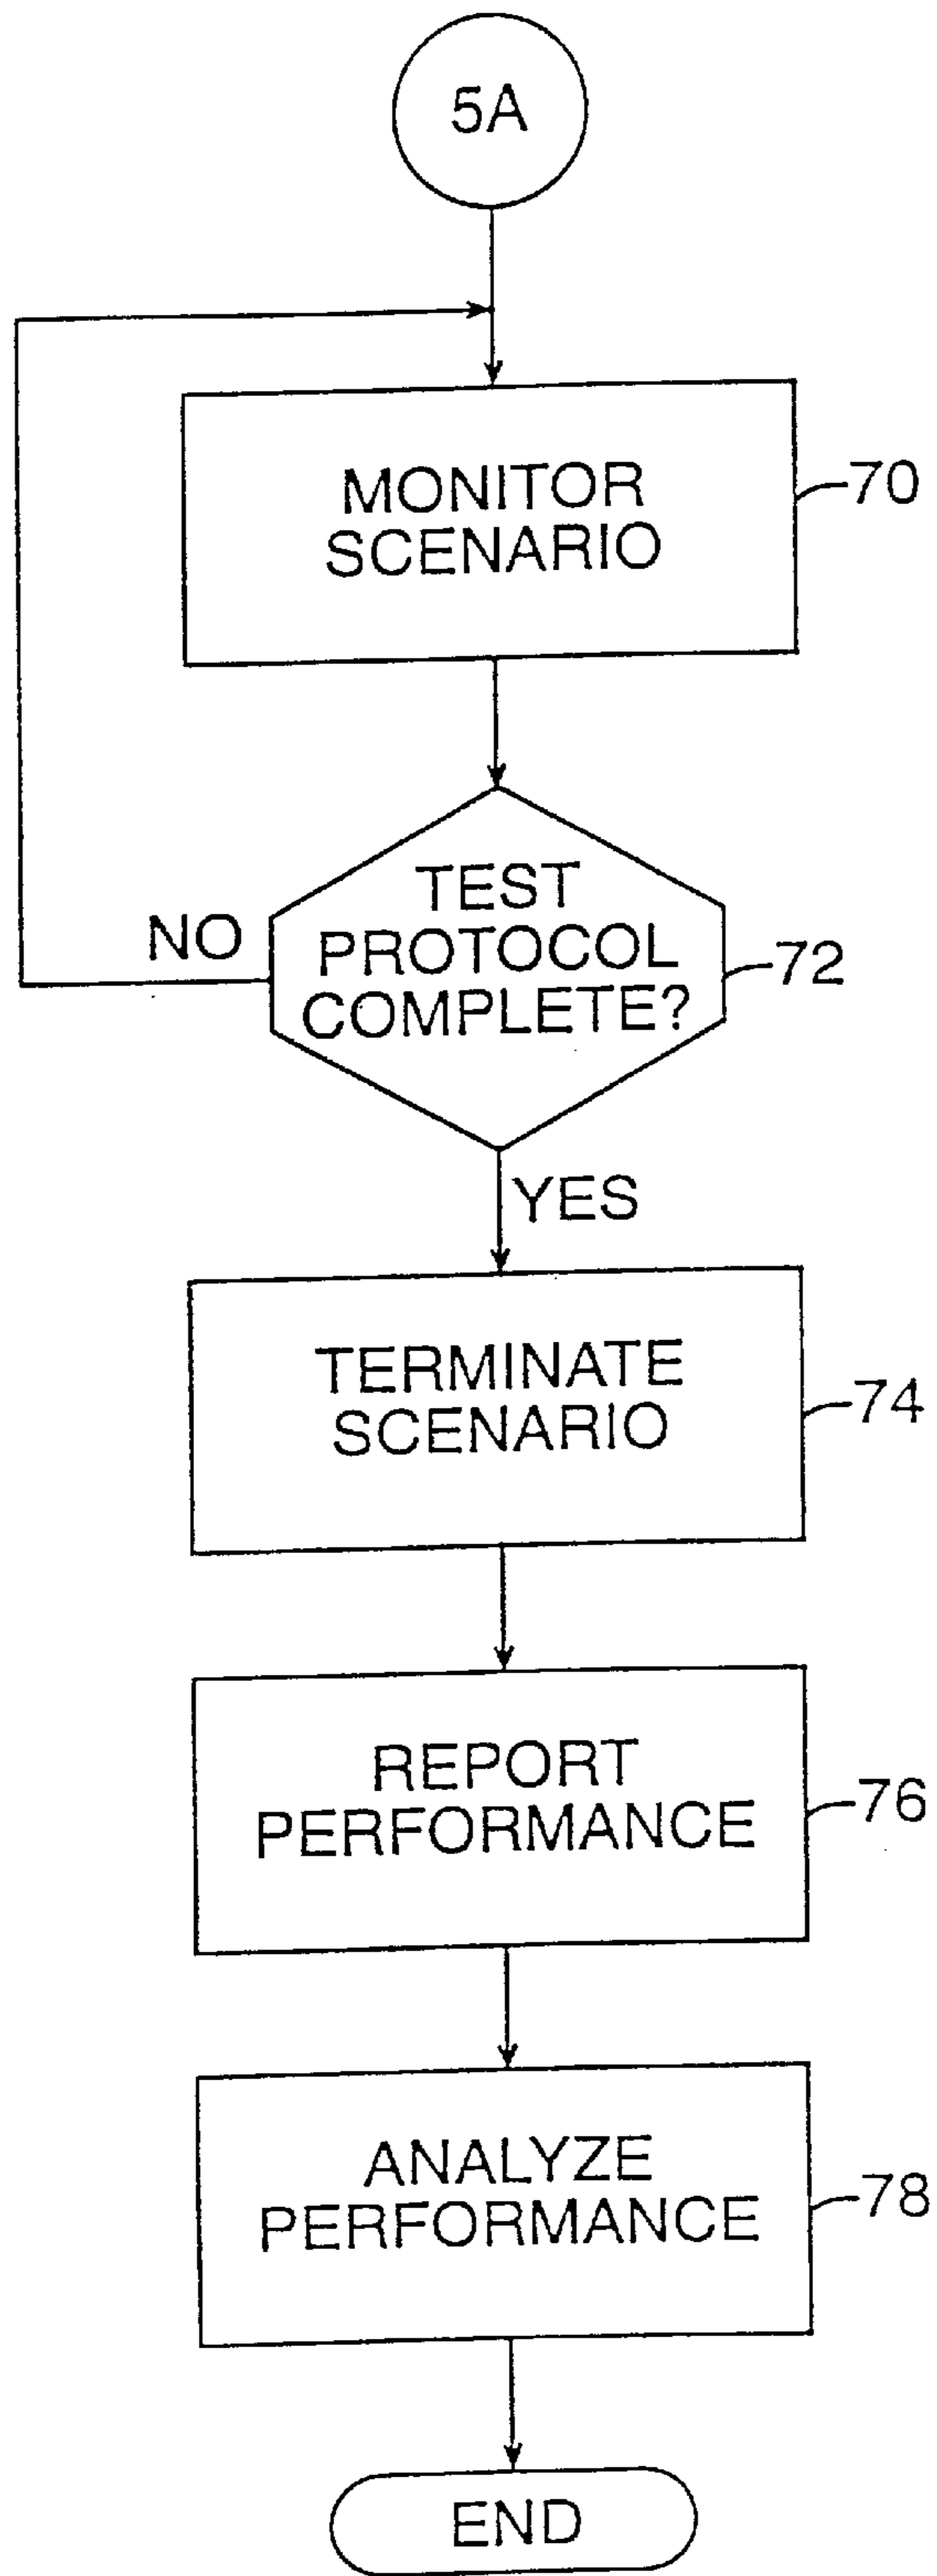 5A
MONITOR
SCENARIO
70
TEST
PROTOCOL
COMPLETE?
72
NO
YES
TERMINATE
SCENARIO
74
REPORT
PERFORMANCE
76
ANALYZE
PERFORMANCE
78
END